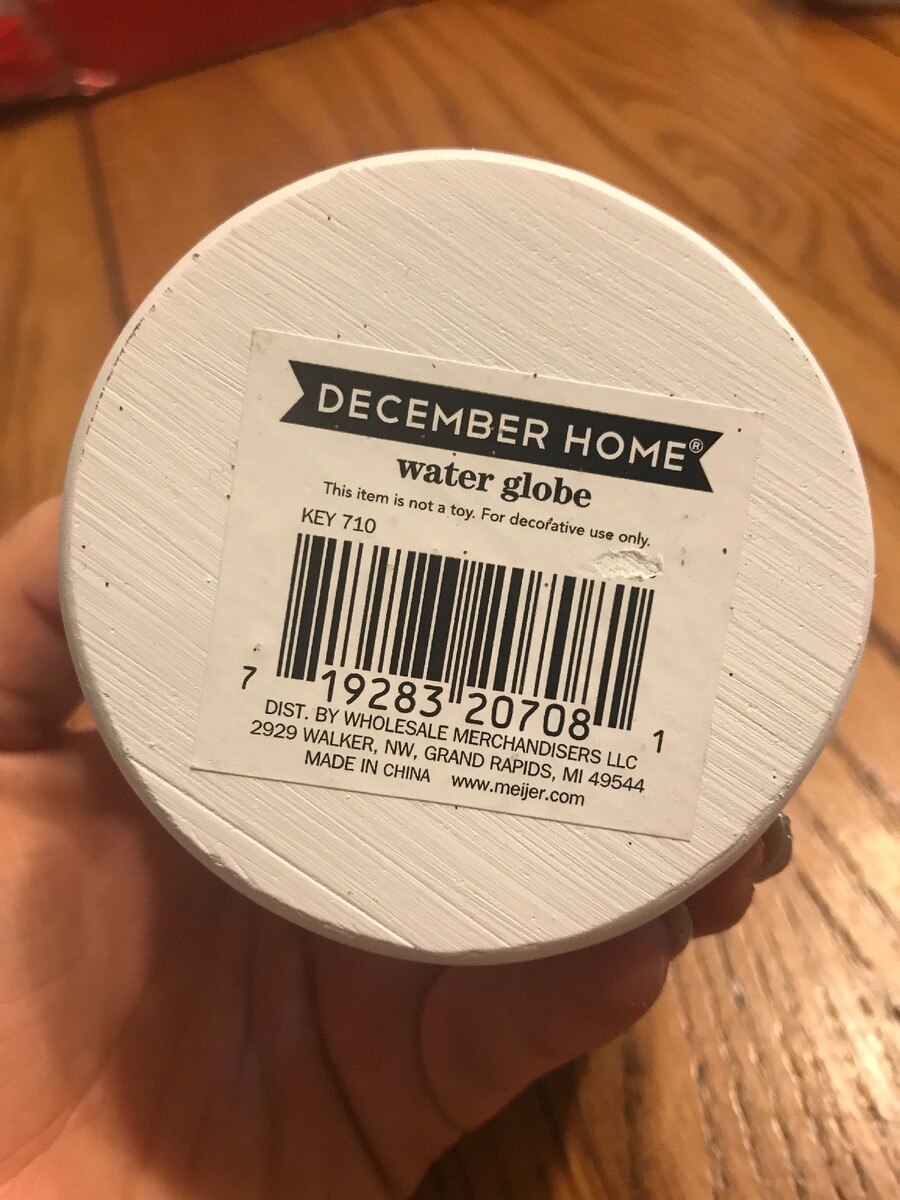 DECEMBER HOME®
water globe
This item is not a toy. For decorative use only.
KEY 710
7 19283 20708 1
DIST. BY WHOLESALE MERCHANDISERS LLC
2929 WALKER, NW, GRAND RAPIDS, MI 49544
MADE IN CHINA www.meijer.com